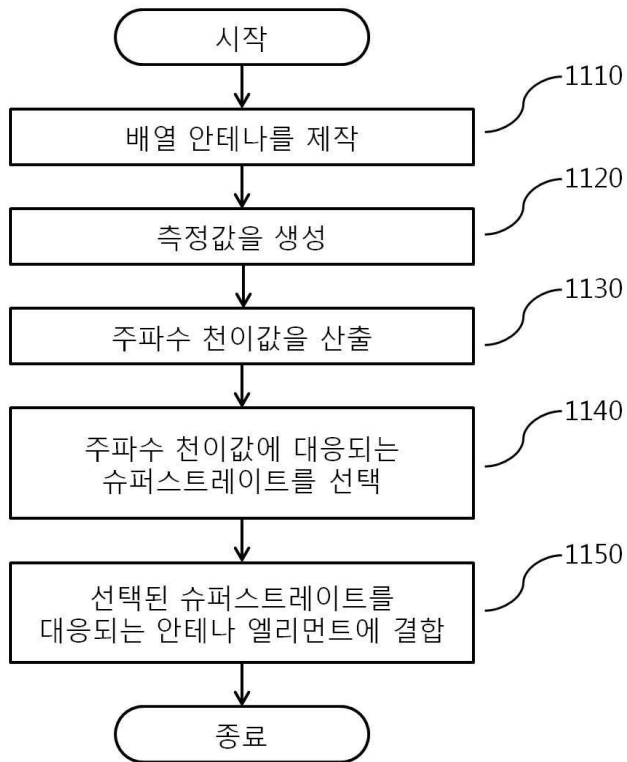 시작
1110
배열 안테나를 제작
1120
측정값을 생성
1130
주파수 천이값을 산출
1140
주파수 천이값에 대응되는
슈퍼스트레이트를 선택
1150
선택된 슈퍼스트레이트를
대응되는 안테나 엘리먼트에 결합
종료